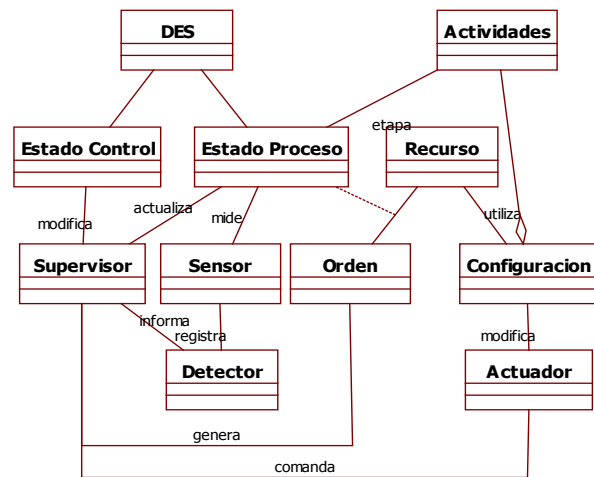 DES
Actividades
etapa
Estado Control
Estado Proceso
Recurso
modifica
actualiza
mide
utiliza
Supervisor
Sensor
Orden
Configuracion
informa
registra
modifica
Detector
Actuador
genera
comanda